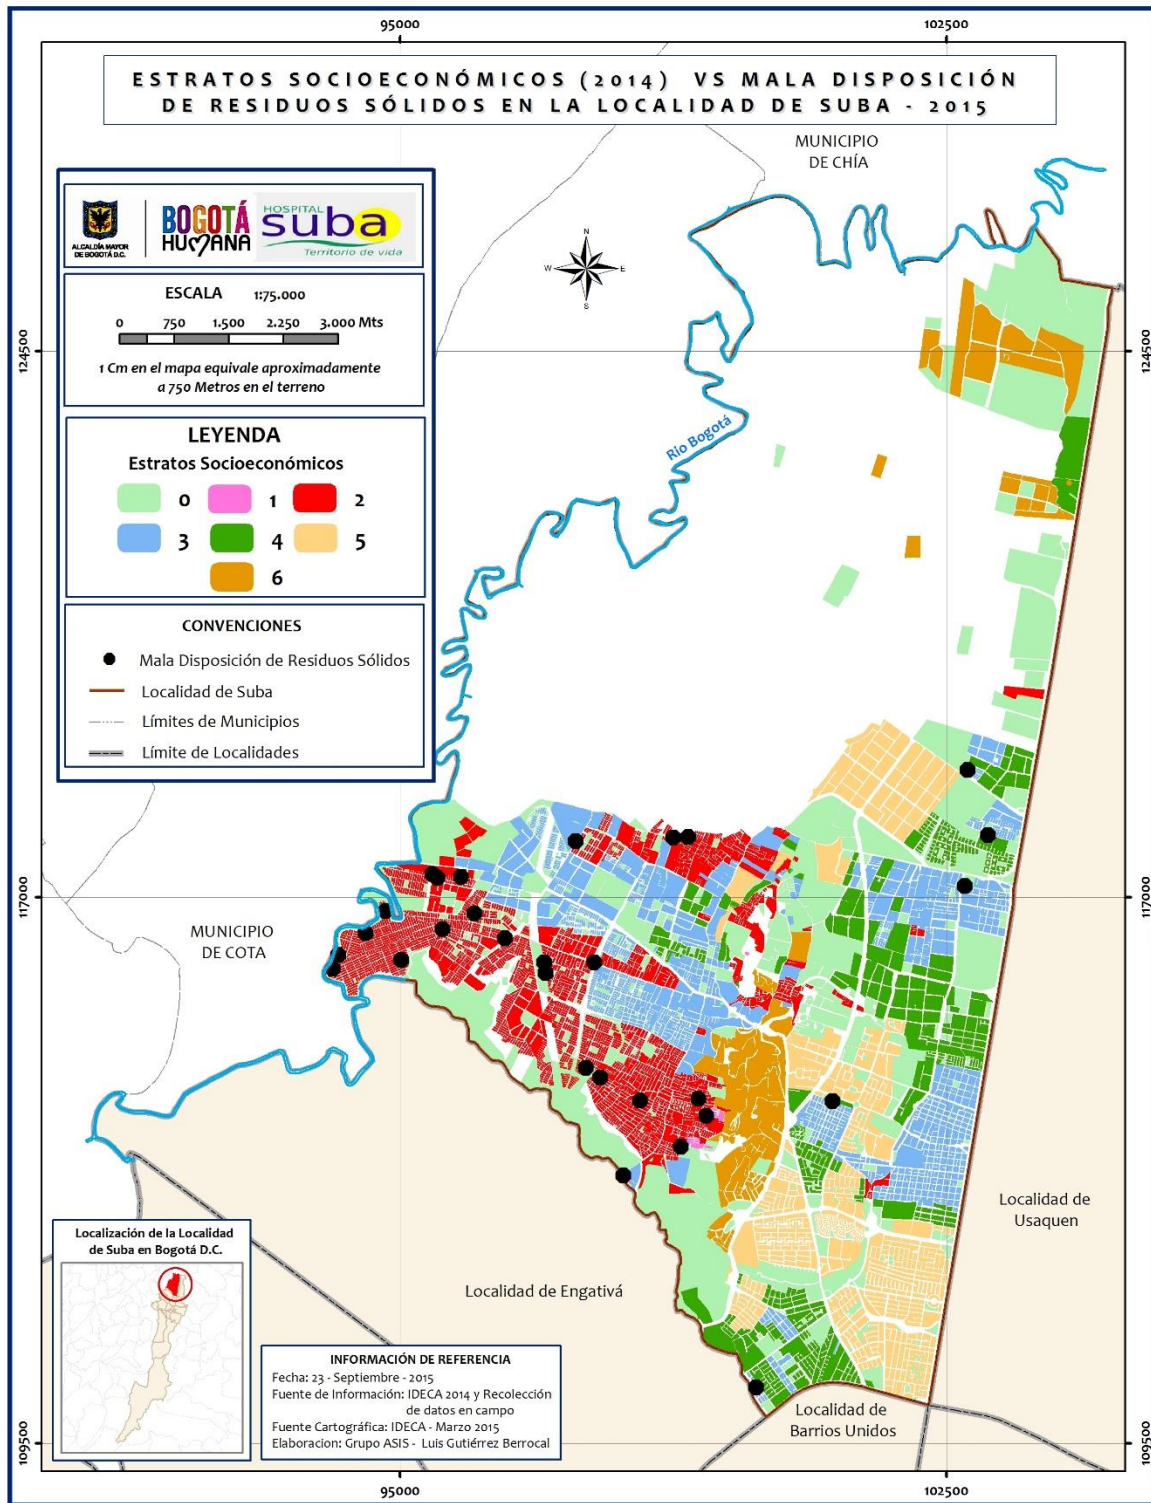 95000
102500
ESTRATOS SOCIOECONÓMICOS (2014) VS MALA DISPOSICIÓN
DE RESIDUOS SÓLIDOS EN LA LOCALIDAD DE SUBA - 2015
MUNICIPIO
DE CHÍA
ALCALDÍA MAYOR
DE BOGOTÁ D.C.
BOGOTÁ
HUMANA
HOSPITAL
suba
Territorio de vida
N
W E
S
ESCALA 1:75.000
0 750 1.500 2.250 3.000 Mts
1 Cm en el mapa equivale aproximadamente
a 750 Metros en el terreno
124500
124500
LEYENDA
Estratos Socioeconómicos
0 1 2
3 4 5
6
Rio Bogotá
CONVENCIONES
Mala Disposición de Residuos Sólidos
Localidad de Suba
Límites de Municipios
Límite de Localidades
117000
117000
MUNICIPIO
DE COTA
Localidad de
Usaquen
Localización de la Localidad
de Suba en Bogotá D.C.
Localidad de Engativá
INFORMACIÓN DE REFERENCIA
Fecha: 23 - Septiembre - 2015
Fuente de Información: IDECA 2014 y Recolección
de datos en campo
Fuente Cartográfica: IDECA - Marzo 2015
Elaboracion: Grupo ASIS - Luis Gutiérrez Berrocal
Localidad de
Barrios Unidos
109500
109500
95000
102500